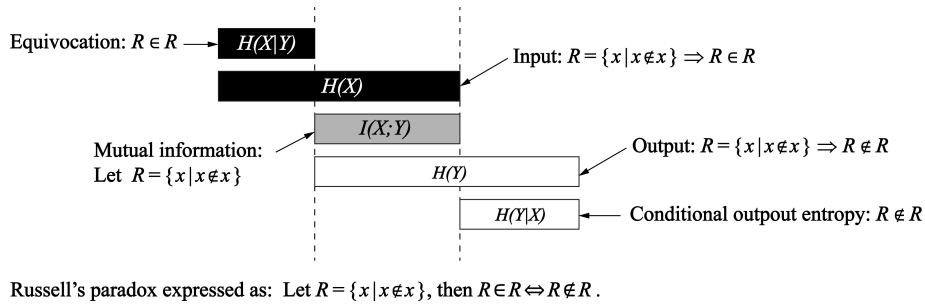 Equivocation: R ∈ R
H(X|Y)
Input: R = {x | x ∉ x} ⇒ R ∈ R
H(X)
I(X;Y)
Mutual information:
Let R = {x | x ∉ x}
Output: R = {x | x ∉ x} ⇒ R ∉ R
H(Y)
H(Y|X)
Conditional outpout entropy: R ∉ R
Russell's paradox expressed as: Let R = {x | x ∉ x}, then R ∈ R ⇔ R ∉ R .